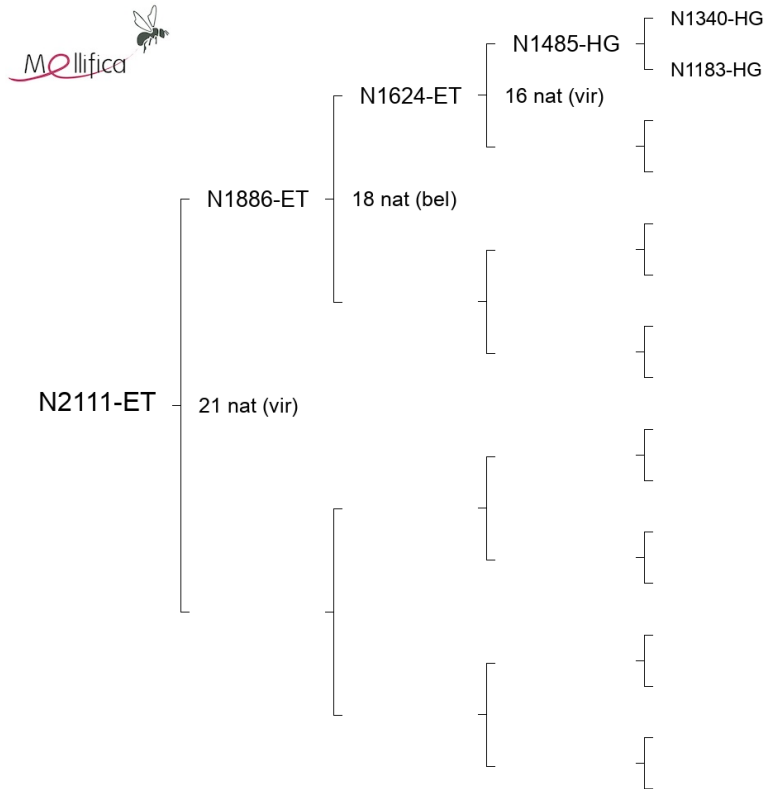 Mellifica
N1340-HG
N1485-HG
N1183-HG
N1624-ET
16 nat (vir)
N1886-ET
18 nat (bel)
N2111-ET
21 nat (vir)